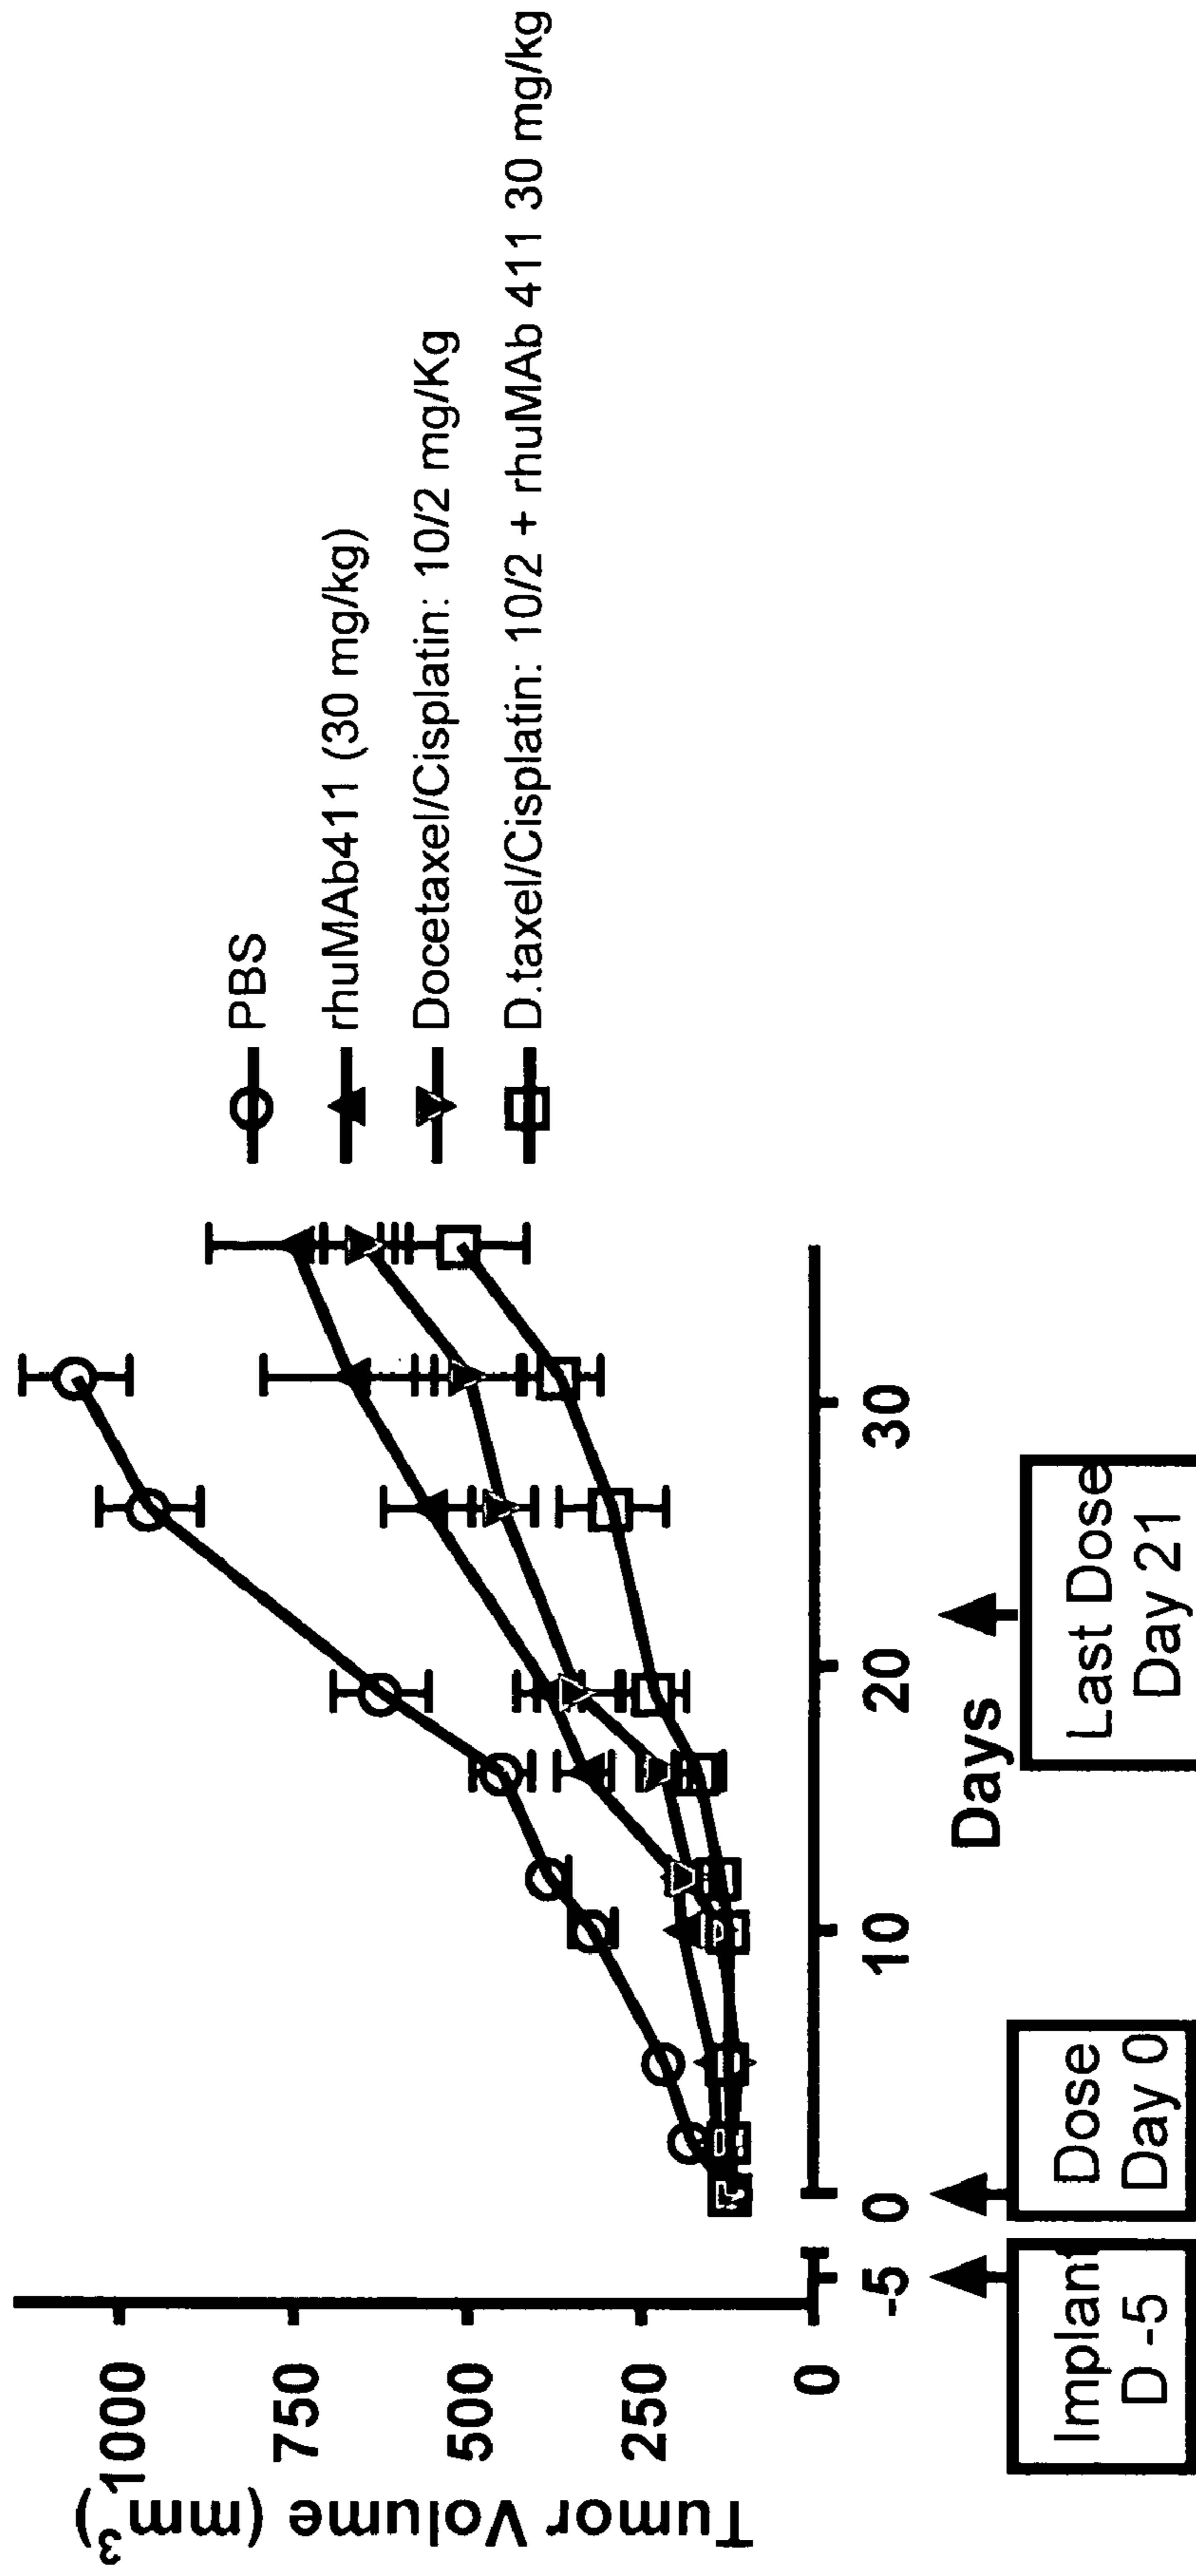 Tumor Volume (mm³)
1000
750
500
250
0
-5
0
10
20
30
Days
PBS
rhuMAb411 (30 mg/kg)
Docetaxel/Cisplatin: 10/2 mg/Kg
D.taxel/Cisplatin: 10/2 + rhuMAb 411 30 mg/kg
Implant
D -5
Dose
Day 0
Last Dose
Day 21